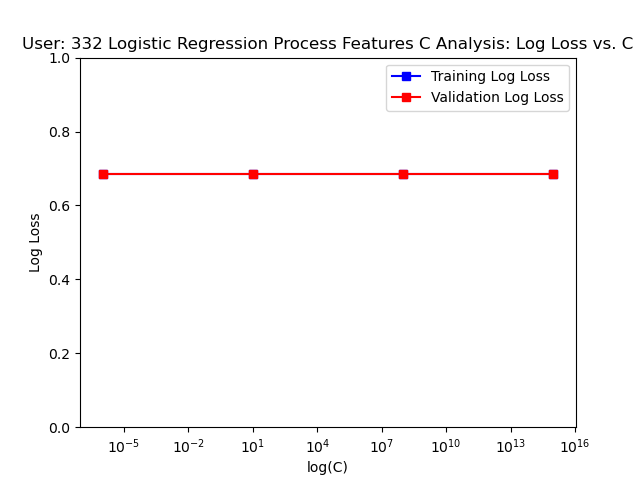 User: 332 Logistic Regression Process Features C Analysis: Log Loss vs. C
Training Log Loss
Validation Log Loss
1.0
0.8
0.6
0.4
0.2
0.0
Log Loss
10⁻⁵ 10⁻² 10¹ 10⁴ 10⁷ 10¹⁰ 10¹³ 10¹⁶
log(C)